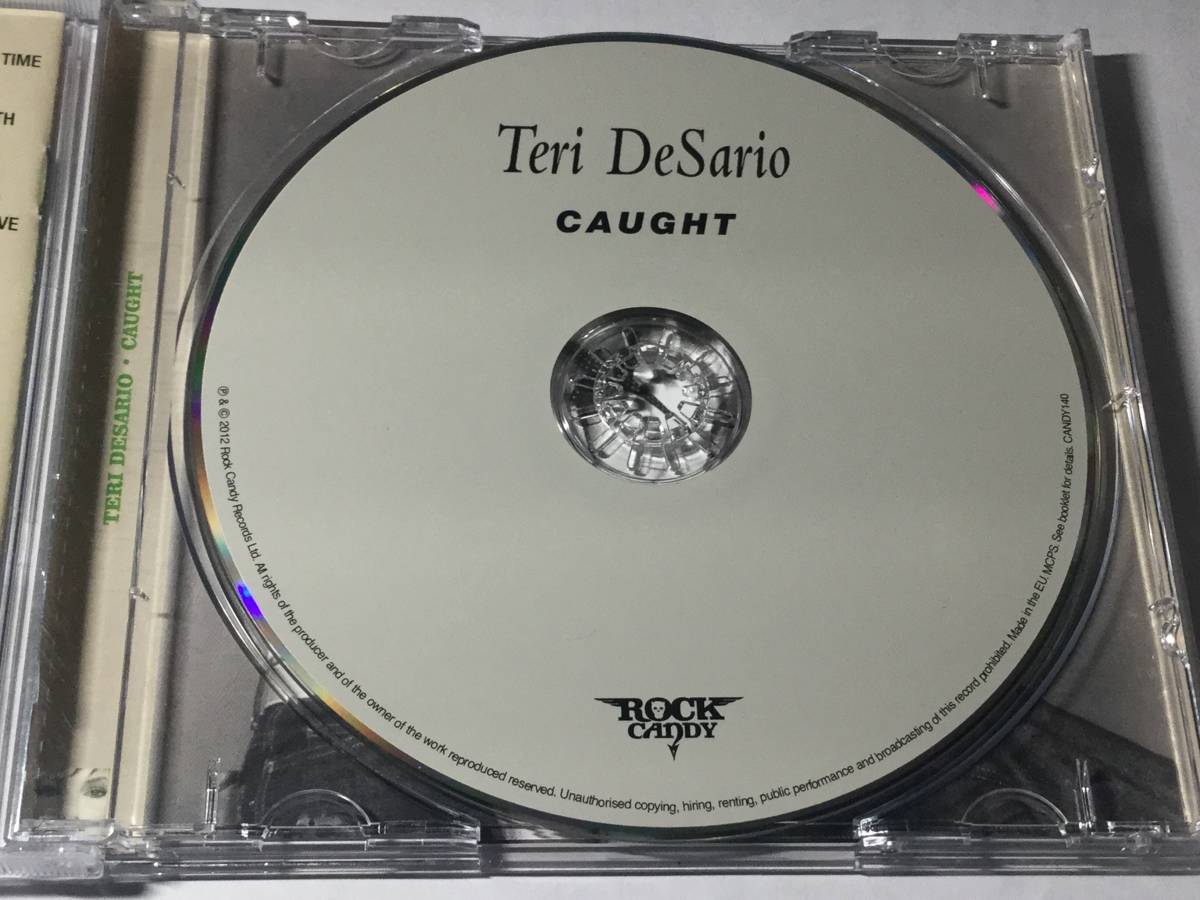 TIME
TH
VE
TERI DESARIO • CAUGHT
Teri DeSario
CAUGHT
℗ & © 2012 Rock Candy Records Ltd. All rights of the producer and of the owner of the work reproduced reserved. Unauthorised copying, hiring, renting, public performance and broadcasting of this record prohibited. Made in the EU. MCPS. See booklet for details. CANDY140
ROCK
CANDY